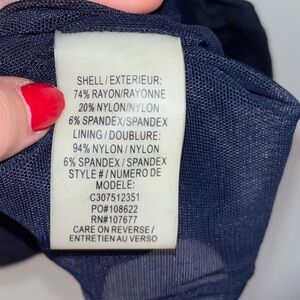 SHELL / EXTERIEUR:
74% RAYON/RAYONNE
20% NYLON/NYLON
6% SPANDEX/SPANDEX
LINING / DOUBLURE:
94% NYLON / NYLON
6% SPANDEX / SPANDEX
STYLE # / NUMERO DE
MODELE:
C307512351
PO#108622
RN#107677
CARE ON REVERSE /
ENTRETIEN AU VERSO